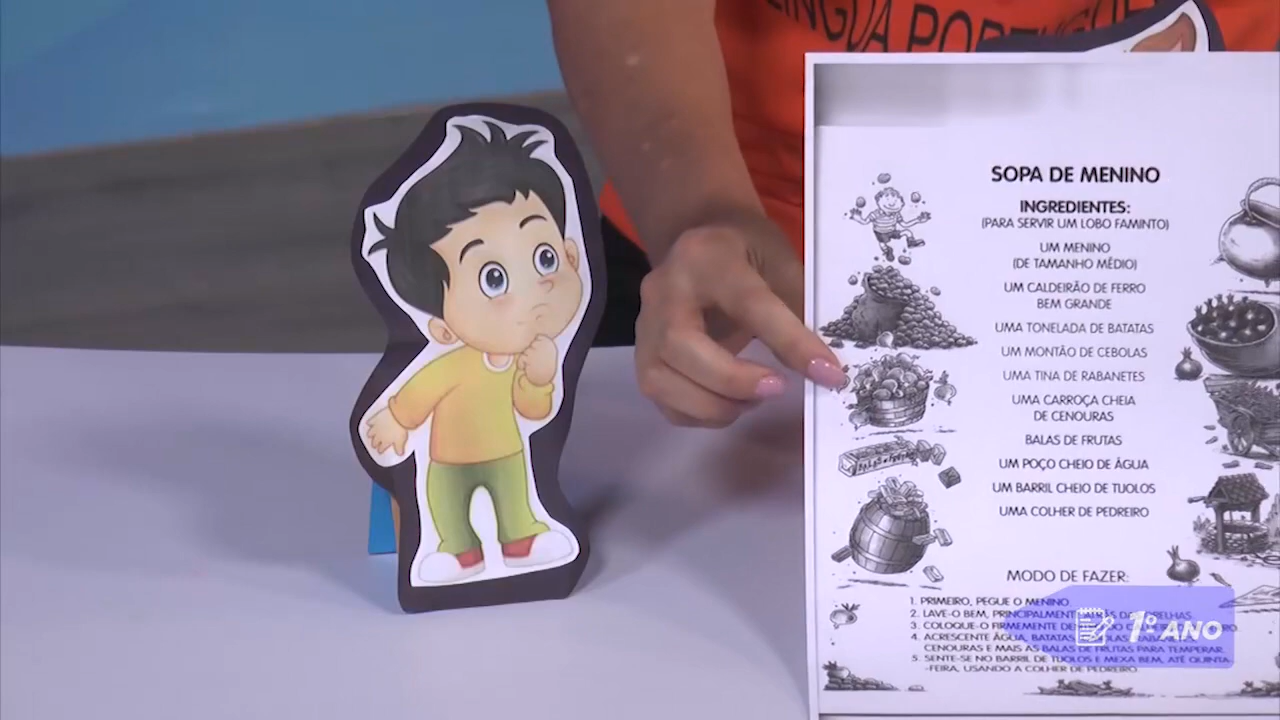 LÍNGUA PORTUGUE
SOPA DE MENINO
INGREDIENTES:
(PARA SERVIR UM LOBO FAMINTO)
UM MENINO
(DE TAMANHO MÉDIO)
UM CALDEIRÃO DE FERRO
BEM GRANDE
UMA TONELADA DE BATATAS
UM MONTÃO DE CEBOLAS
UMA TINA DE RABANETES
UMA CARROÇA CHEIA
DE CENOURAS
BALAS DE FRUTAS
UM POÇO CHEIO DE ÁGUA
UM BARRIL CHEIO DE TIJOLOS
UMA COLHER DE PEDREIRO
MODO DE FAZER:
1. PRIMEIRO, PEGUE O MENINO
2. LAVE-O BEM, PRINCIPALMENTE ATRÁS DAS ORELHAS.
3. COLOQUE-O FIRMEMENTE
4. ACRESCENTE ÁGUA, BATATAS
CENOURAS E MAIS AS BALAS DE FRUTAS PARA TEMPERAR.
5. SENTE-SE NO BARRIL DE TIJOLOS E MEXA BEM, ATÉ QUINTA-
-FEIRA, USANDO A COLHER DE PEDREIRO
1º ANO